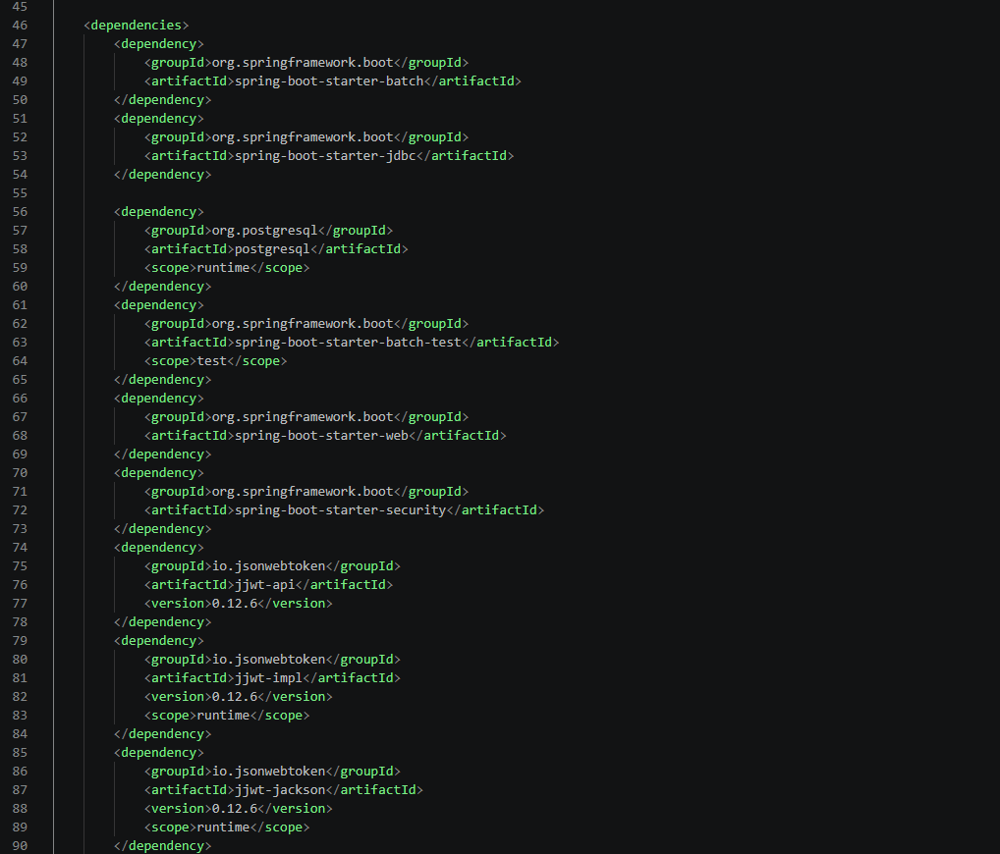 45
46 <dependencies>
47 <dependency>
48 <groupId>org.springframework.boot</groupId>
49 <artifactId>spring-boot-starter-batch</artifactId>
50 </dependency>
51 <dependency>
52 <groupId>org.springframework.boot</groupId>
53 <artifactId>spring-boot-starter-jdbc</artifactId>
54 </dependency>
55
56 <dependency>
57 <groupId>org.postgresql</groupId>
58 <artifactId>postgresql</artifactId>
59 <scope>runtime</scope>
60 </dependency>
61 <dependency>
62 <groupId>org.springframework.boot</groupId>
63 <artifactId>spring-boot-starter-batch-test</artifactId>
64 <scope>test</scope>
65 </dependency>
66 <dependency>
67 <groupId>org.springframework.boot</groupId>
68 <artifactId>spring-boot-starter-web</artifactId>
69 </dependency>
70 <dependency>
71 <groupId>org.springframework.boot</groupId>
72 <artifactId>spring-boot-starter-security</artifactId>
73 </dependency>
74 <dependency>
75 <groupId>io.jsonwebtoken</groupId>
76 <artifactId>jjwt-api</artifactId>
77 <version>0.12.6</version>
78 </dependency>
79 <dependency>
80 <groupId>io.jsonwebtoken</groupId>
81 <artifactId>jjwt-impl</artifactId>
82 <version>0.12.6</version>
83 <scope>runtime</scope>
84 </dependency>
85 <dependency>
86 <groupId>io.jsonwebtoken</groupId>
87 <artifactId>jjwt-jackson</artifactId>
88 <version>0.12.6</version>
89 <scope>runtime</scope>
90 </dependency>